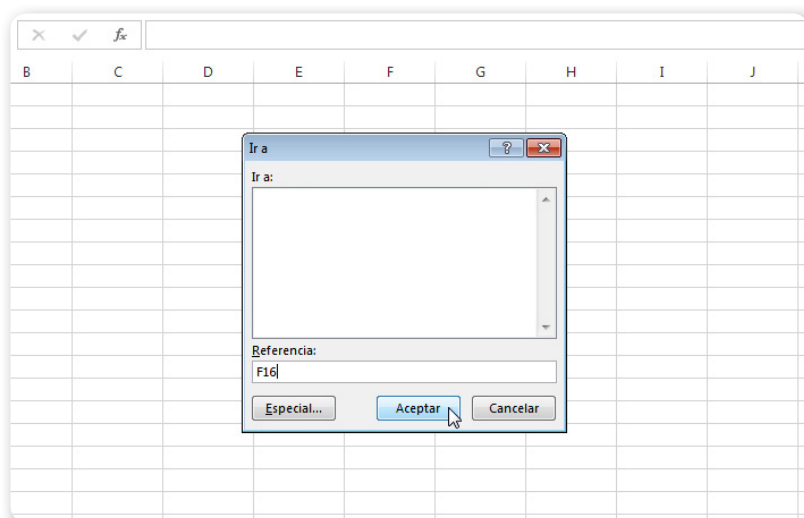 fx
B C D E F G H I J
Ir a
Ir a:
Referencia:
F16
Especial... Aceptar Cancelar